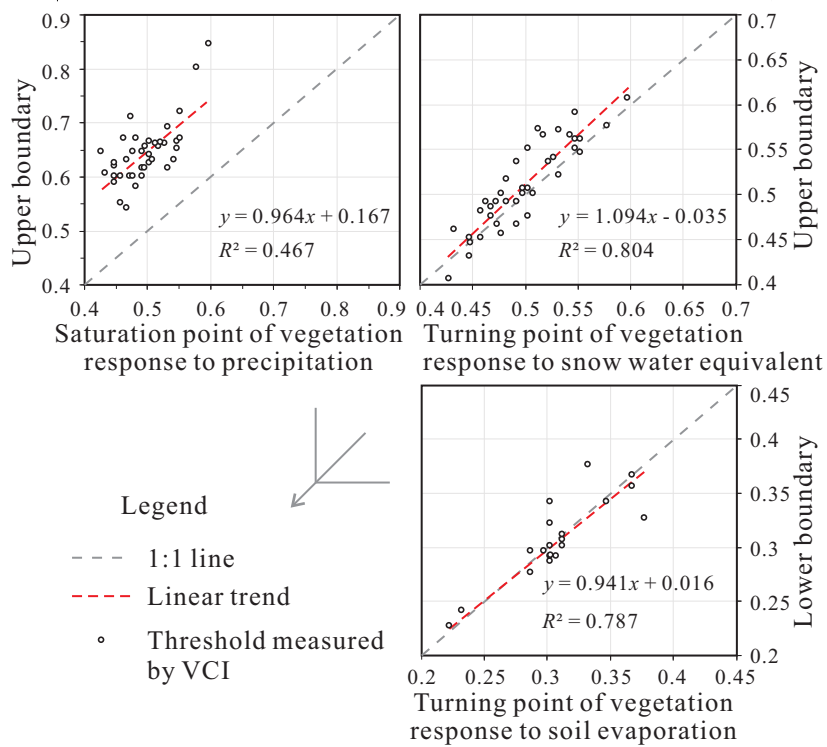 Upper boundary
0.9
0.8
0.7
0.6
0.5
0.4
y = 0.964x + 0.167
R² = 0.467
0.4 0.5 0.6 0.7 0.8 0.9
Saturation point of vegetation
response to precipitation
0.7
0.65
0.6
0.55
0.5
0.45
0.4
Upper boundary
y = 1.094x - 0.035
R² = 0.804
0.4 0.45 0.5 0.55 0.6 0.65 0.7
Turning point of vegetation
response to snow water equivalent
0.45
0.4
0.35
0.3
0.25
0.2
Lower boundary
y = 0.941x + 0.016
R² = 0.787
0.2 0.25 0.3 0.35 0.4 0.45
Turning point of vegetation
response to soil evaporation
Legend
1:1 line
Linear trend
Threshold measured
by VCI